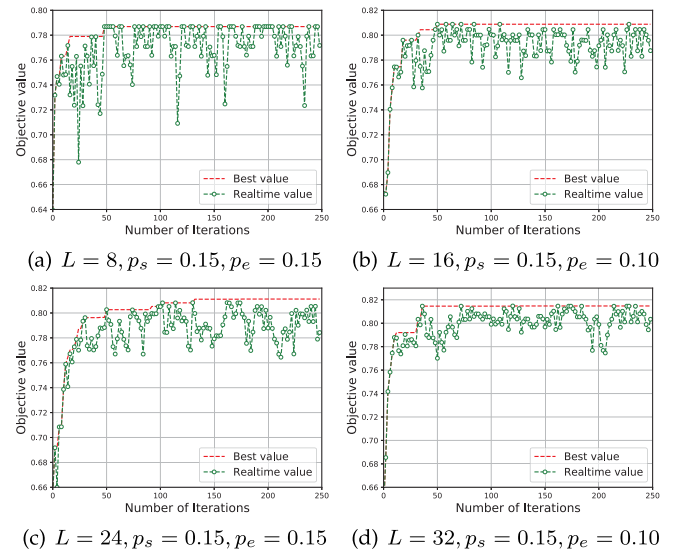 0.80
0.78
0.76
0.74
0.72
0.70
0.68
0.66
0.64
Objective value
Best value
Realtime value
0 50 100 150 200 250
Number of Iterations
(a) L = 8, p_s = 0.15, p_e = 0.15
0.82
0.80
0.78
0.76
0.74
0.72
0.70
0.68
0.66
Objective value
Best value
Realtime value
0 50 100 150 200 250
Number of Iterations
(b) L = 16, p_s = 0.15, p_e = 0.10
0.82
0.80
0.78
0.76
0.74
0.72
0.70
0.68
0.66
Objective value
Best value
Realtime value
0 50 100 150 200 250
Number of Iterations
(c) L = 24, p_s = 0.15, p_e = 0.15
0.82
0.80
0.78
0.76
0.74
0.72
0.70
0.68
0.66
Objective value
Best value
Realtime value
0 50 100 150 200 250
Number of Iterations
(d) L = 32, p_s = 0.15, p_e = 0.10